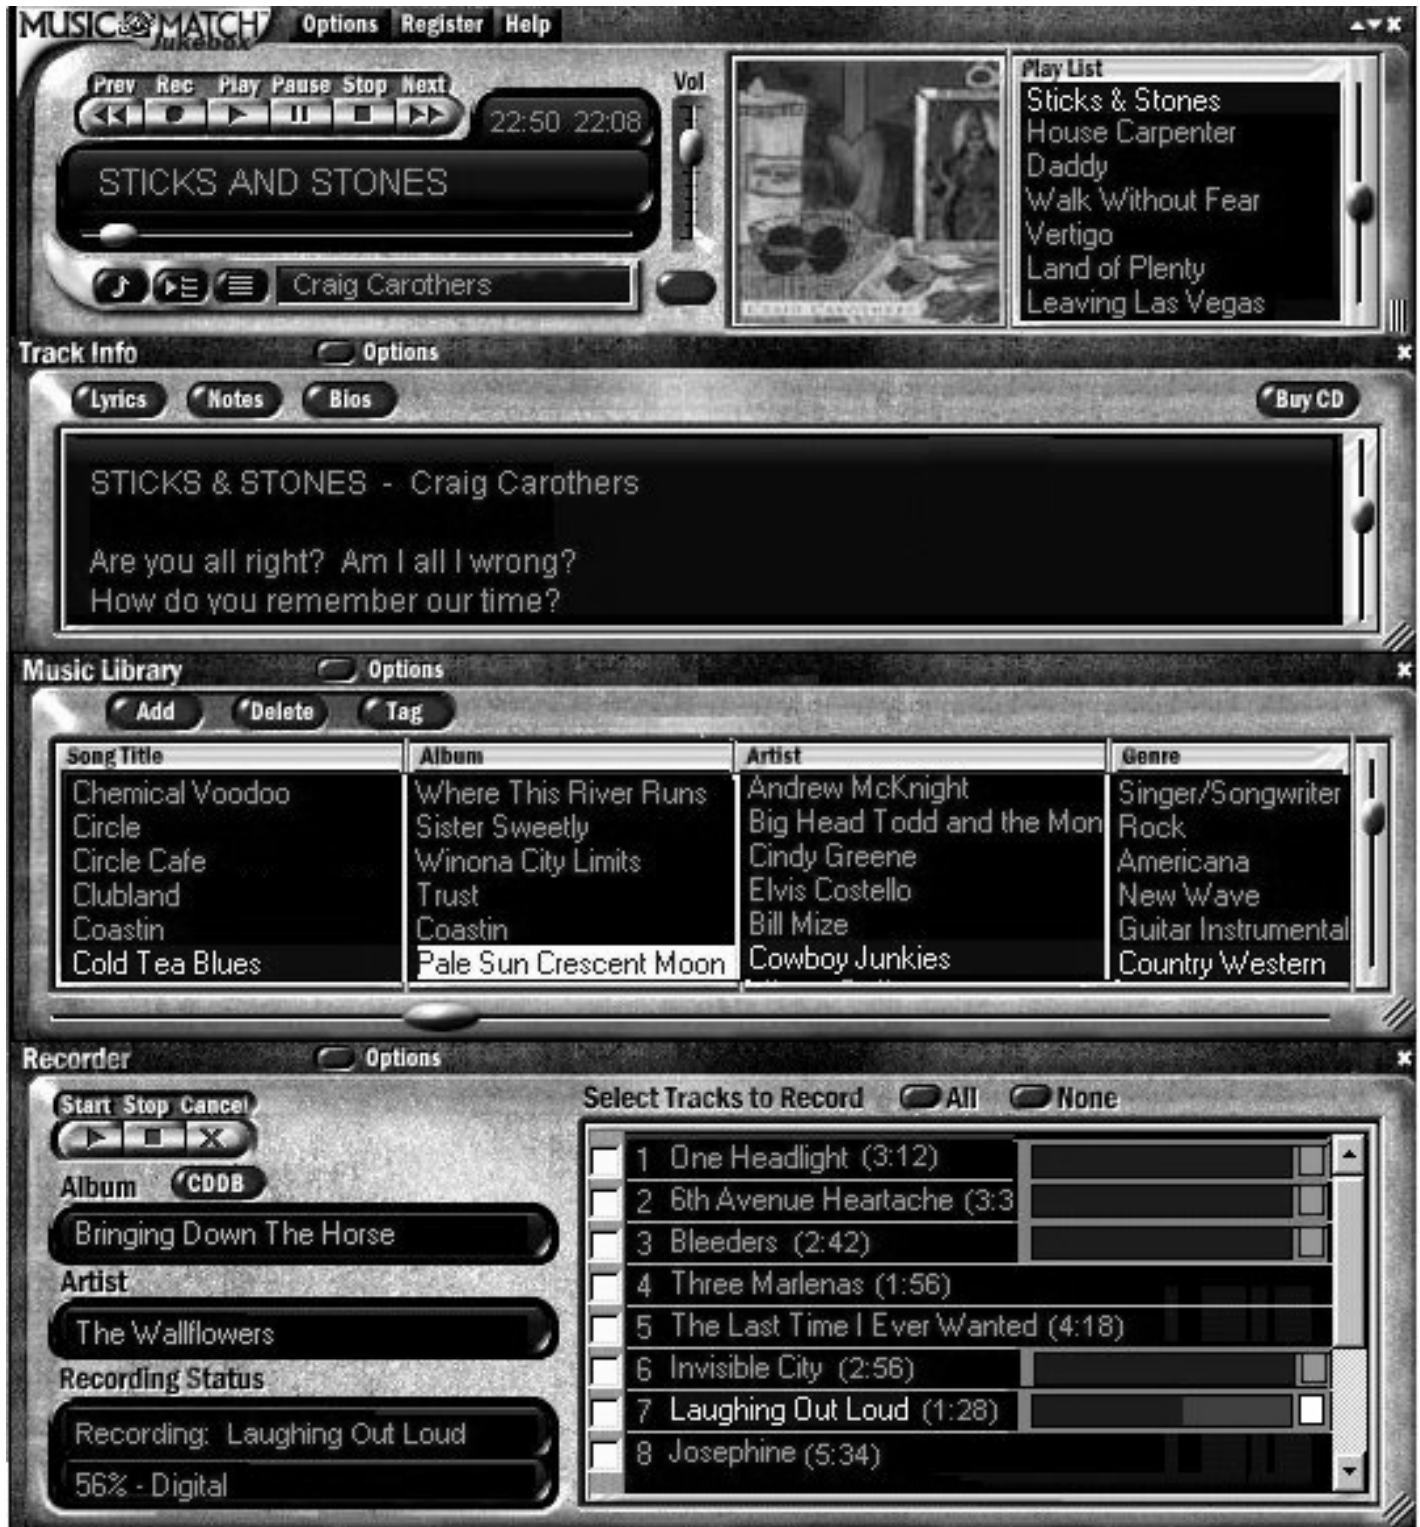 MUSIC MATCH Jukebox Options Register Help
Prev Rec Play Pause Stop Next
Vol
22:50 22:08
STICKS AND STONES
Craig Carothers
CRAIG CAROTHERS
Play List
Sticks & Stones
House Carpenter
Daddy
Walk Without Fear
Vertigo
Land of Plenty
Leaving Las Vegas
Track Info Options
Lyrics Notes Bios Buy CD
STICKS & STONES - Craig Carothers
Are you all right? Am I all I wrong?
How do you remember our time?
Music Library Options
Add Delete Tag
Song Title Album Artist Genre
Chemical Voodoo Where This River Runs Andrew McKnight Singer/Songwriter
Circle Sister Sweetly Big Head Todd and the Mon Rock
Circle Cafe Winona City Limits Cindy Greene Americana
Clubland Trust Elvis Costello New Wave
Coastin Coastin Bill Mize Guitar Instrumental
Cold Tea Blues Pale Sun Crescent Moon Cowboy Junkies Country Western
Recorder Options
Start Stop Cancel
Album CDDB
Bringing Down The Horse
Artist
The Wallflowers
Recording Status
Recording: Laughing Out Loud
56% - Digital
Select Tracks to Record All None
1 One Headlight (3:12)
2 6th Avenue Heartache (3:3
3 Bleeders (2:42)
4 Three Marlenas (1:56)
5 The Last Time I Ever Wanted (4:18)
6 Invisible City (2:56)
7 Laughing Out Loud (1:28)
8 Josephine (5:34)